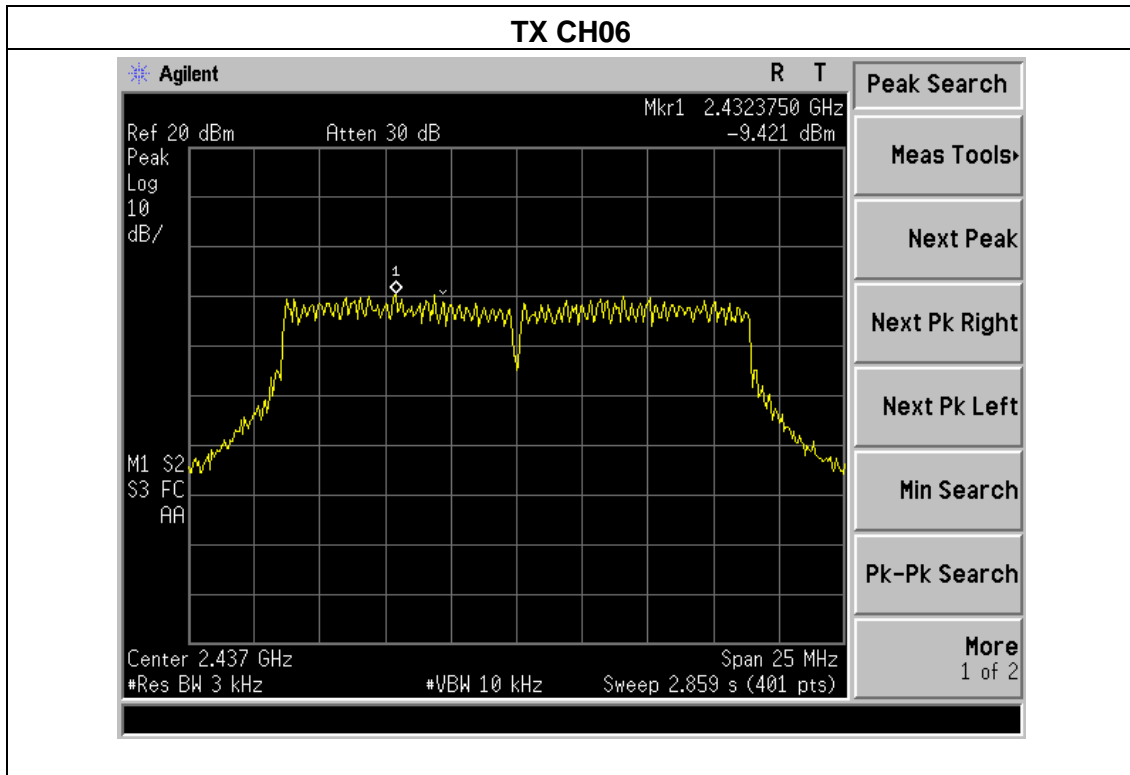 TX CH06
Agilent R T
Mkr1 2.4323750 GHz
Ref 20 dBm Atten 30 dB -9.421 dBm
Peak
Log
10
dB/
1
M1 S2
S3 FC
AA
Center 2.437 GHz Span 25 MHz
#Res BW 3 kHz #VBW 10 kHz Sweep 2.859 s (401 pts)
Peak Search
Meas Tools
Next Peak
Next Pk Right
Next Pk Left
Min Search
Pk-Pk Search
More
1 of 2